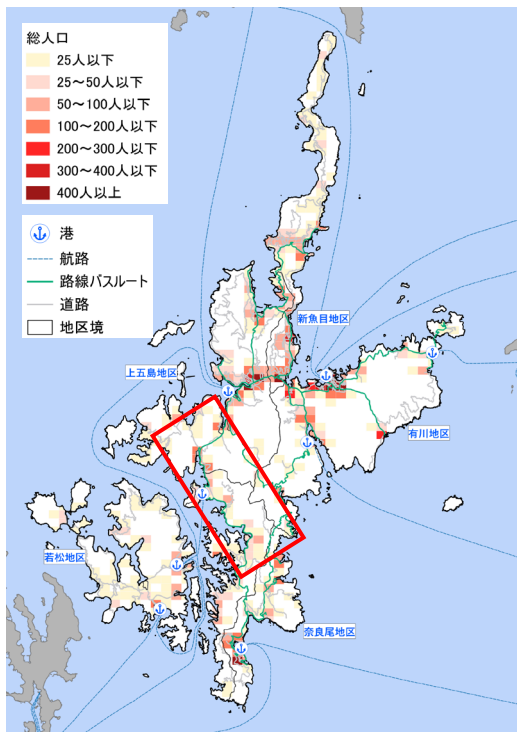 総人口
25人以下
25～50人以下
50～100人以下
100～200人以下
200～300人以下
300～400人以下
400人以上
港
航路
路線バスルート
道路
地区境
新魚目地区
上五島地区
有川地区
若松地区
奈良尾地区